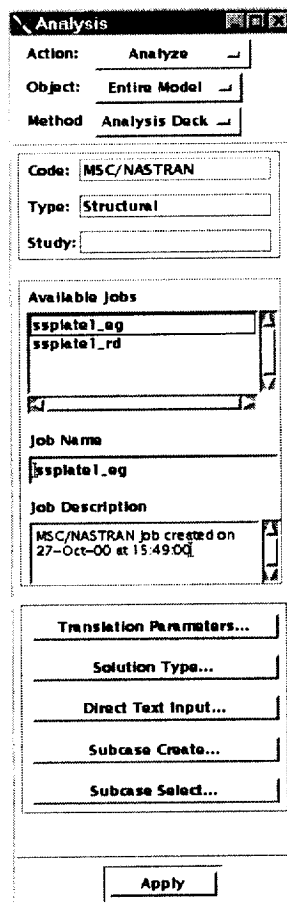 Analysis
Action: Analyze
Object: Entire Model
Method Analysis Deck
Code: MSC/NASTRAN
Type: Structural
Study:
Available Jobs
ssplate1_eg
ssplate1_rd
Job Name
ssplate1_eg
Job Description
MSC/NASTRAN job created on
27-Oct-00 at 15:49:00
Translation Parameters...
Solution Type...
Direct Text Input...
Subcase Create...
Subcase Select...
Apply